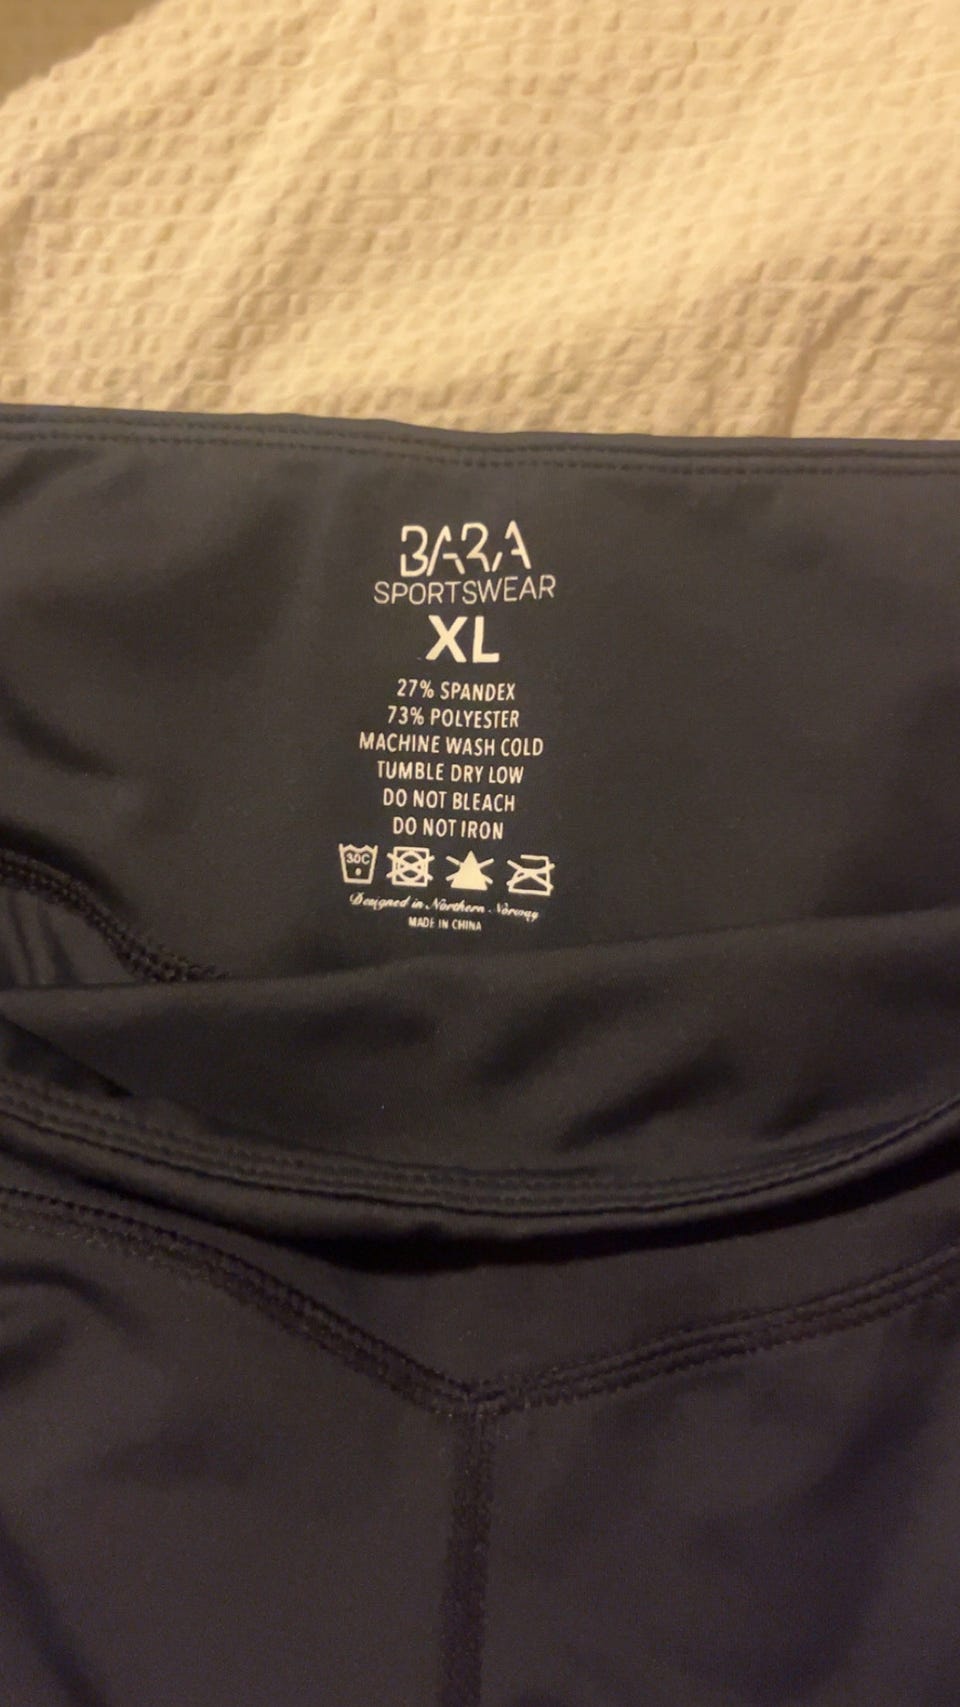 BARA
SPORTSWEAR
XL
27% SPANDEX
73% POLYESTER
MACHINE WASH COLD
TUMBLE DRY LOW
DO NOT BLEACH
DO NOT IRON
30C
Designed in Northern Norway
MADE IN CHINA